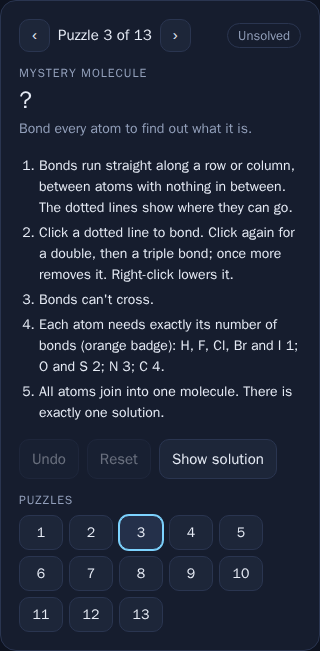 ‹ Puzzle 3 of 13 › Unsolved
MYSTERY MOLECULE
?
Bond every atom to find out what it is.
1. Bonds run straight along a row or column,
between atoms with nothing in between.
The dotted lines show where they can go.
2. Click a dotted line to bond. Click again for
a double, then a triple bond; once more
removes it. Right-click lowers it.
3. Bonds can't cross.
4. Each atom needs exactly its number of
bonds (orange badge): H, F, Cl, Br and I 1;
O and S 2; N 3; C 4.
5. All atoms join into one molecule. There is
exactly one solution.
Undo Reset Show solution
PUZZLES
1 2 3 4 5
6 7 8 9 10
11 12 13